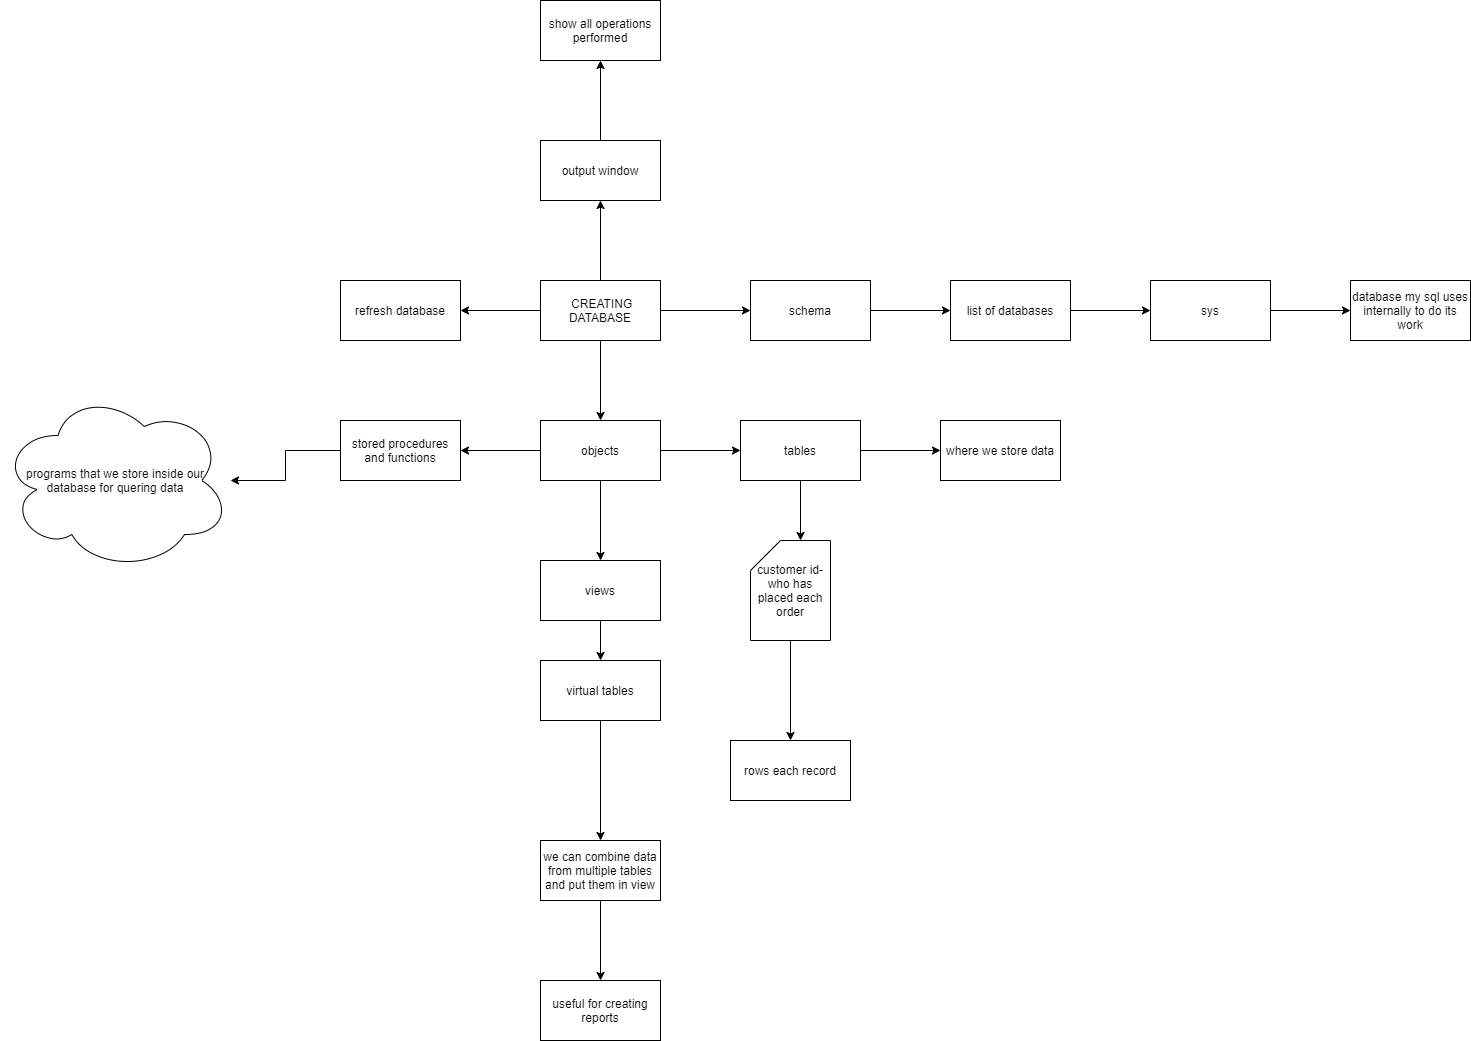 show all operations
performed
output window
refresh database
CREATING
DATABASE
schema
list of databases
sys
database my sql uses
internally to do its
work
stored procedures
and functions
objects
tables
where we store data
programs that we store inside our
database for quering data
views
customer id-
who has
placed each
order
virtual tables
rows each record
we can combine data
from multiple tables
and put them in view
useful for creating
reports